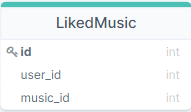 LikedMusic
id int
user_id int
music_id int